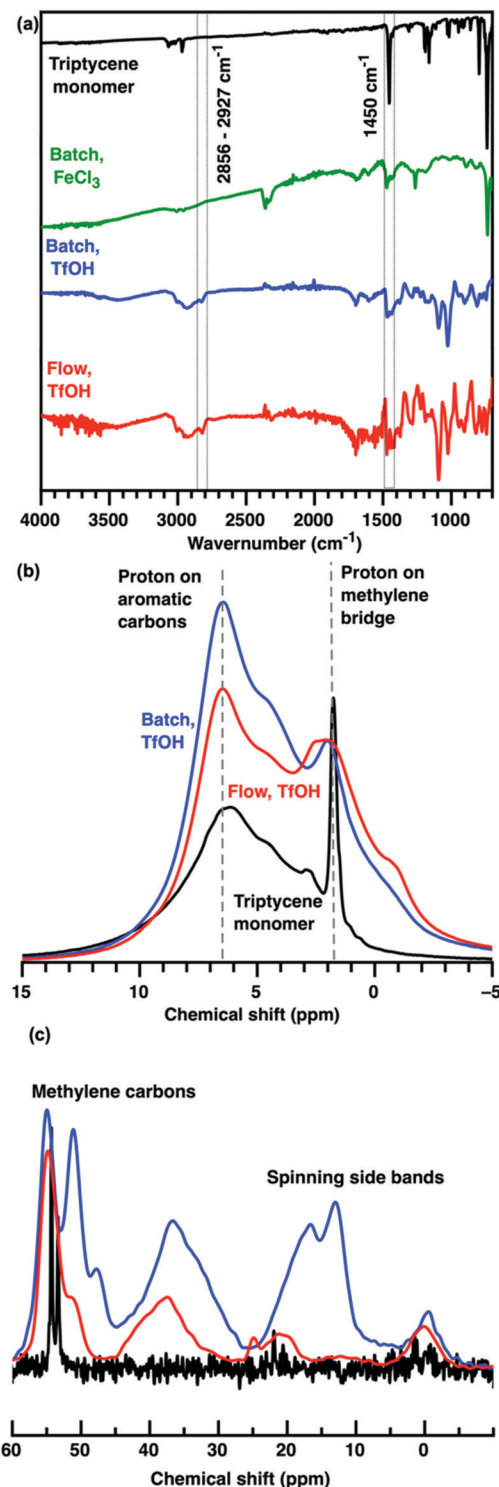 (a)
Triptycene
monomer
2856 - 2927 cm-1
1450 cm-1
Batch,
FeCl3
Batch,
TfOH
Flow,
TfOH
4000 3000 2500 2000 1500 1000
Wavernumber (cm-1)
(b)
Proton on
aromatic
carbons
Proton on
methylene
bridge
Batch,
TfOH
Flow, TfOH
Triptycene
monomer
15 10 5 0 –5
Chemical shift (ppm)
(c)
Methylene carbons
Spinning side bands
60 50 40 30 20 10 0
Chemical shift (ppm)